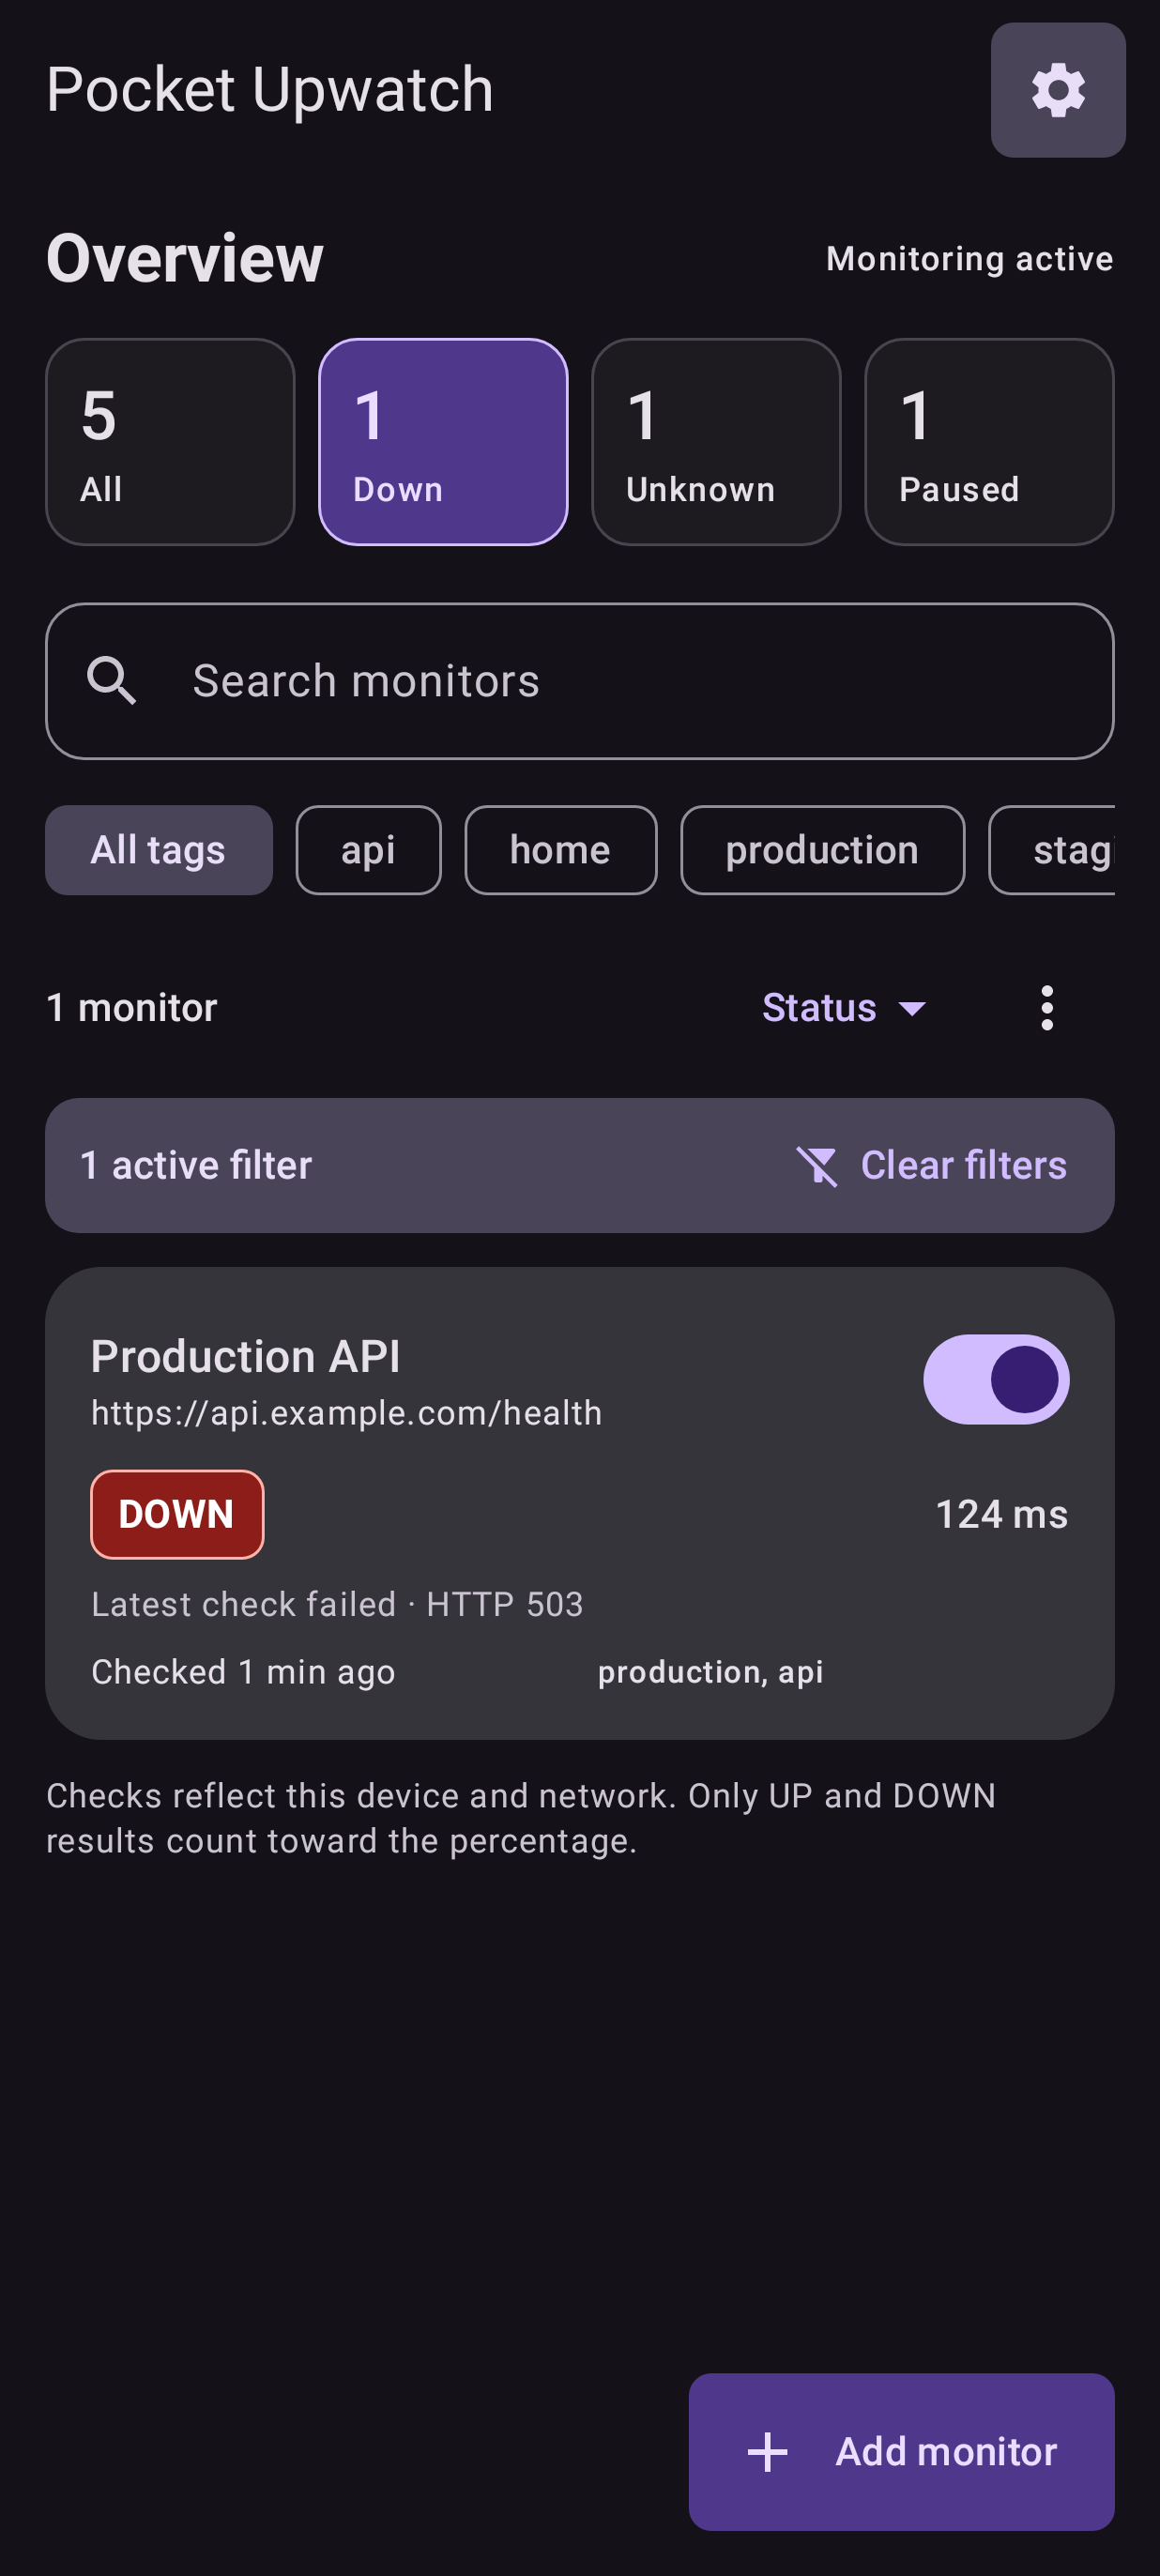 Pocket Upwatch
Overview
Monitoring active
5
All
1
Down
1
Unknown
1
Paused
Search monitors
All tags
api
home
production
stag
1 monitor
Status
1 active filter
Clear filters
Production API
https://api.example.com/health
DOWN
124 ms
Latest check failed · HTTP 503
Checked 1 min ago
production, api
Checks reflect this device and network. Only UP and DOWN
results count toward the percentage.
Add monitor